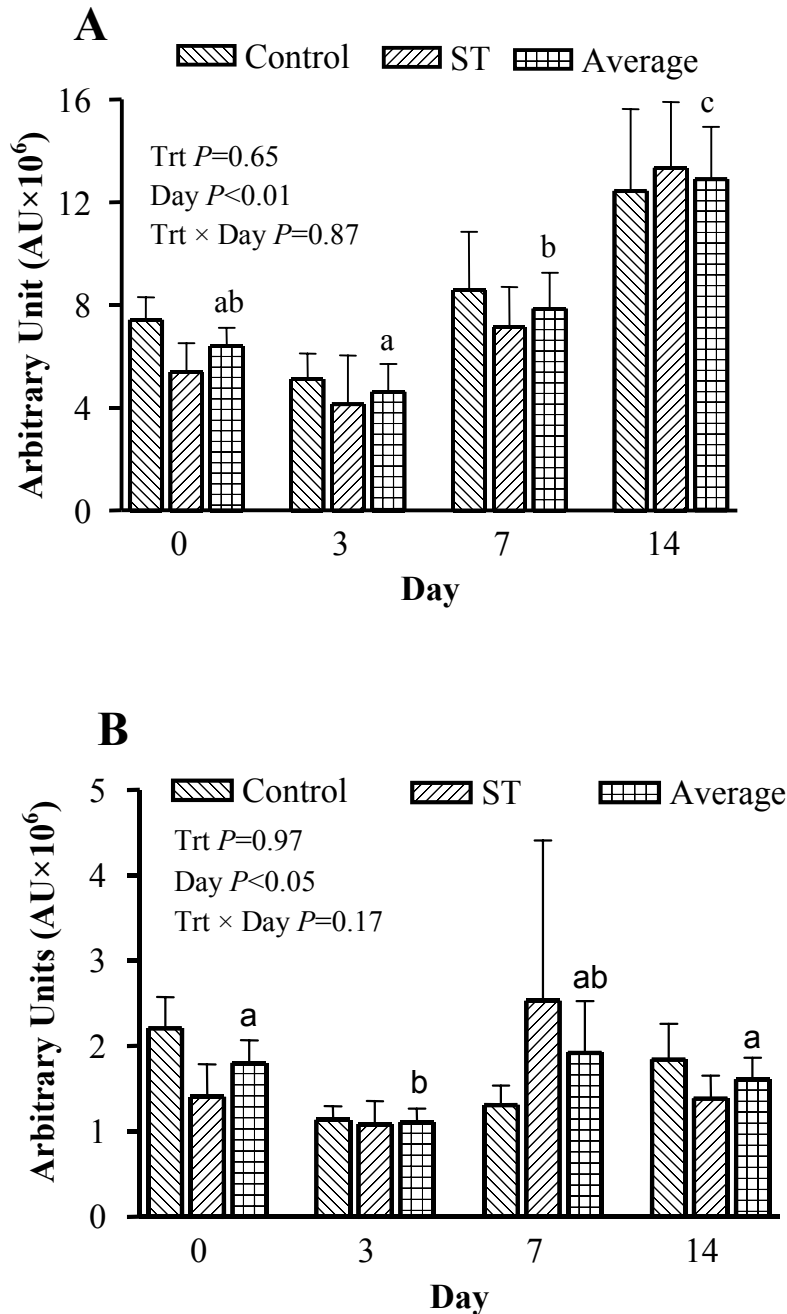 A
Control ST Average
16
Trt P=0.65
Day P<0.01
Trt × Day P=0.87
12
8
4
0
Arbitrary Unit (AU×10⁶)
ab
a
b
c
0 3 7 14
Day
B
Control ST Average
5
Trt P=0.97
Day P<0.05
Trt × Day P=0.17
4
3
2
1
0
Arbitrary Units (AU×10⁶)
a
b
ab
a
0 3 7 14
Day